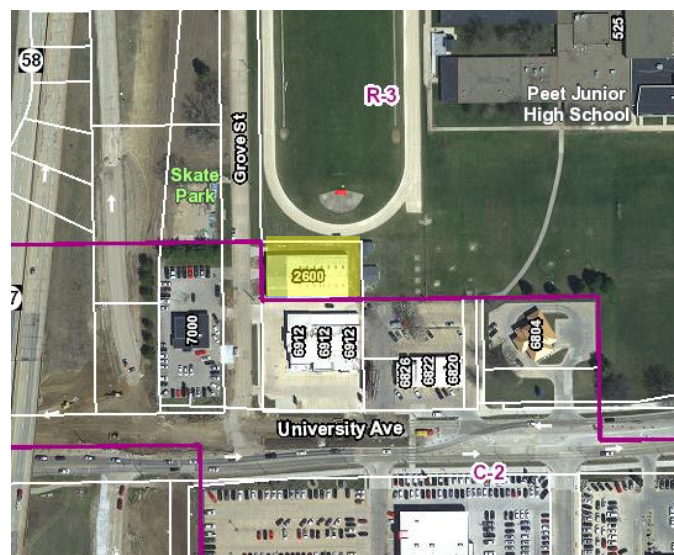 58
525
R-3
Peet Junior
High School
Grove St
Skate
Park
2600
7
7000
6912
6912
6912
6804
6826
6822
6820
University Ave
C-2